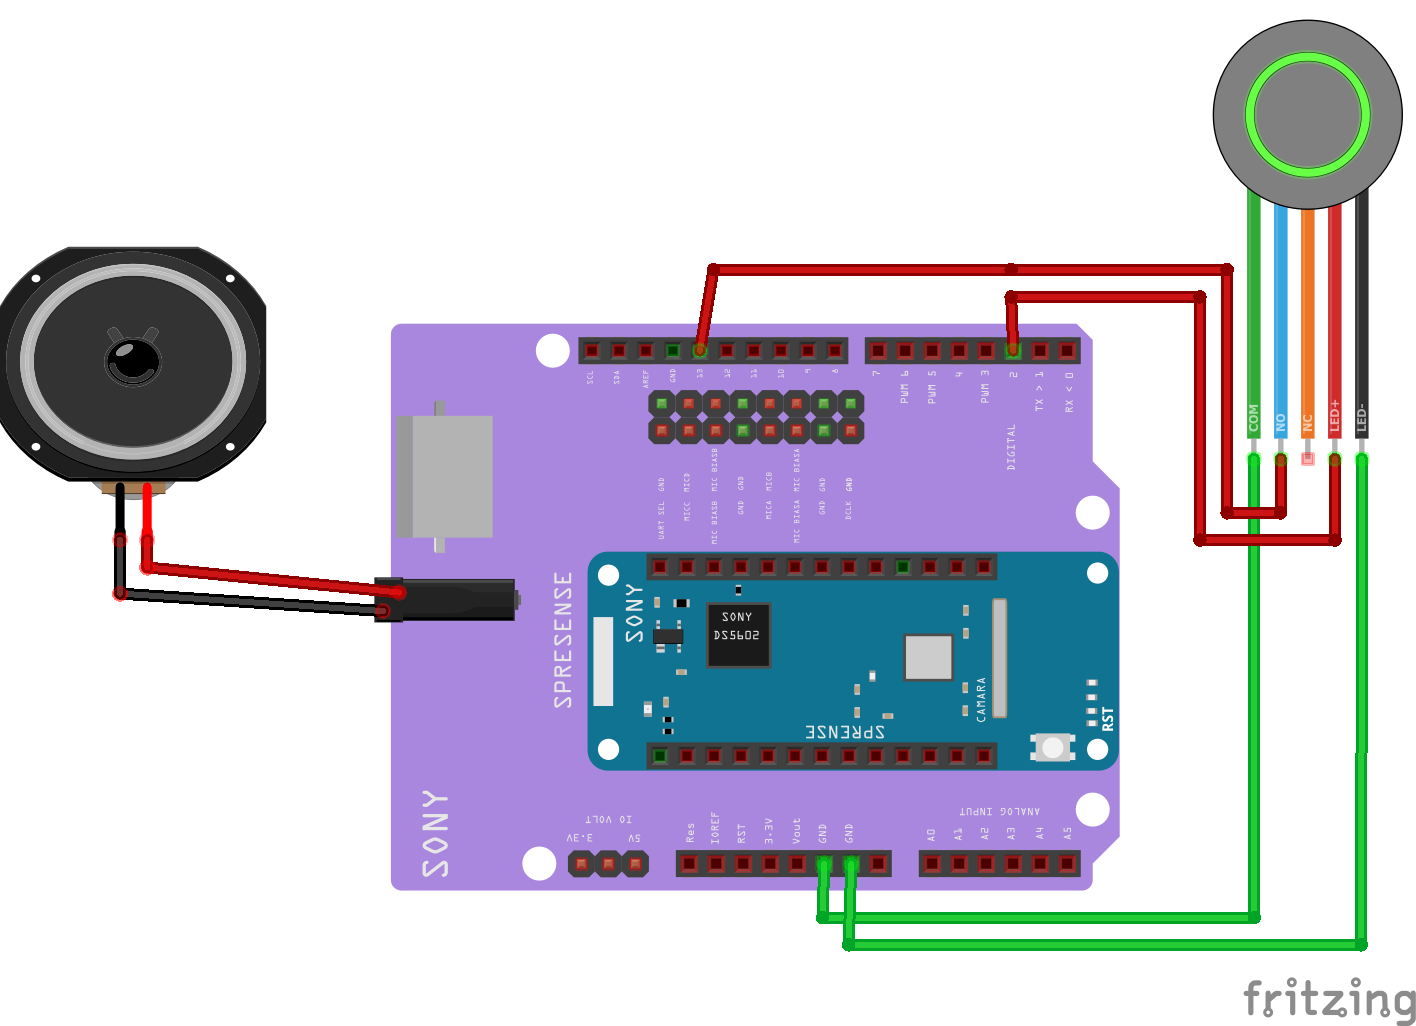 SCL
SDA
AREF
GND
13
12
11
10
9
8
7
PWM 6
PWM 5
4
PWM 3
2
TX > 1
RX < 0
DIGITAL
COM
NO
NC
LED+
LED-
GND
MICD
MIC BIASB
GND
MICB
MIC BIASA
GND
GND
UART SEL
MICC
MIC BIASB
GND
MICA
MIC BIASA
GND
DCLK
SPREZENSE
SONY
SONY
DS5602
CAMARA
SPRENSE
RST
SONY
IO VOLT
3.3V
5V
Res
IOREF
RST
3.3V
Vout
GND
GND
ANALOG INPUT
A0
A1
A2
A3
A4
A5
fritzing